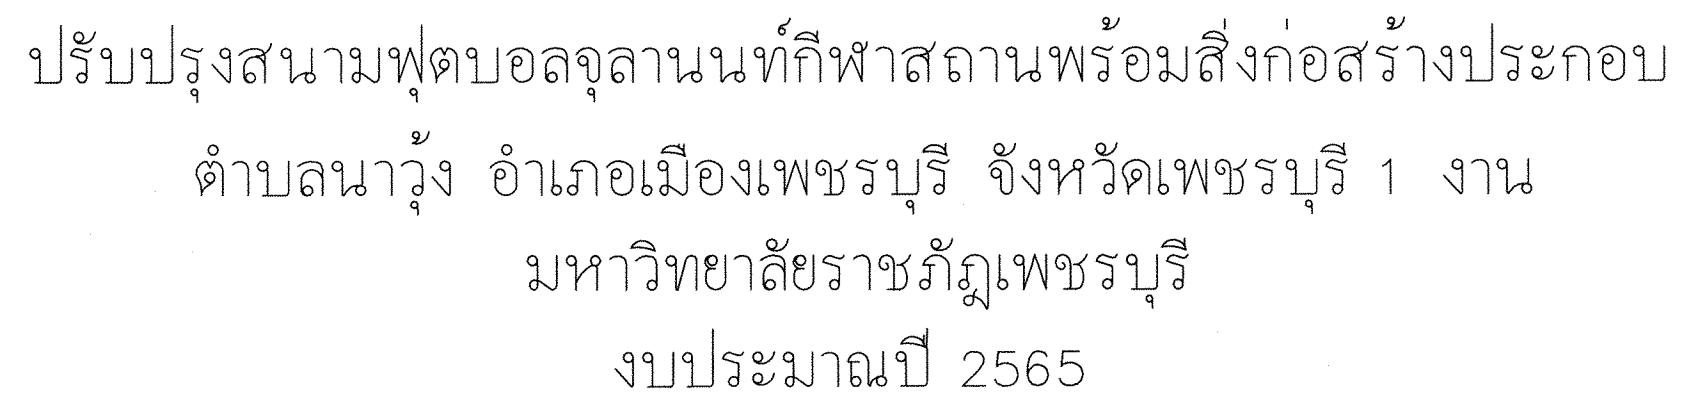 ปรับปรุงสนามฟุตบอลจุลานนท์กีฬาสถานพร้อมสิ่งก่อสร้างประกอบ
ตำบลนาวุ้ง อำเภอเมืองเพชรบุรี จังหวัดเพชรบุรี 1 งาน
มหาวิทยาลัยราชภัฏเพชรบุรี
งบประมาณปี 2565